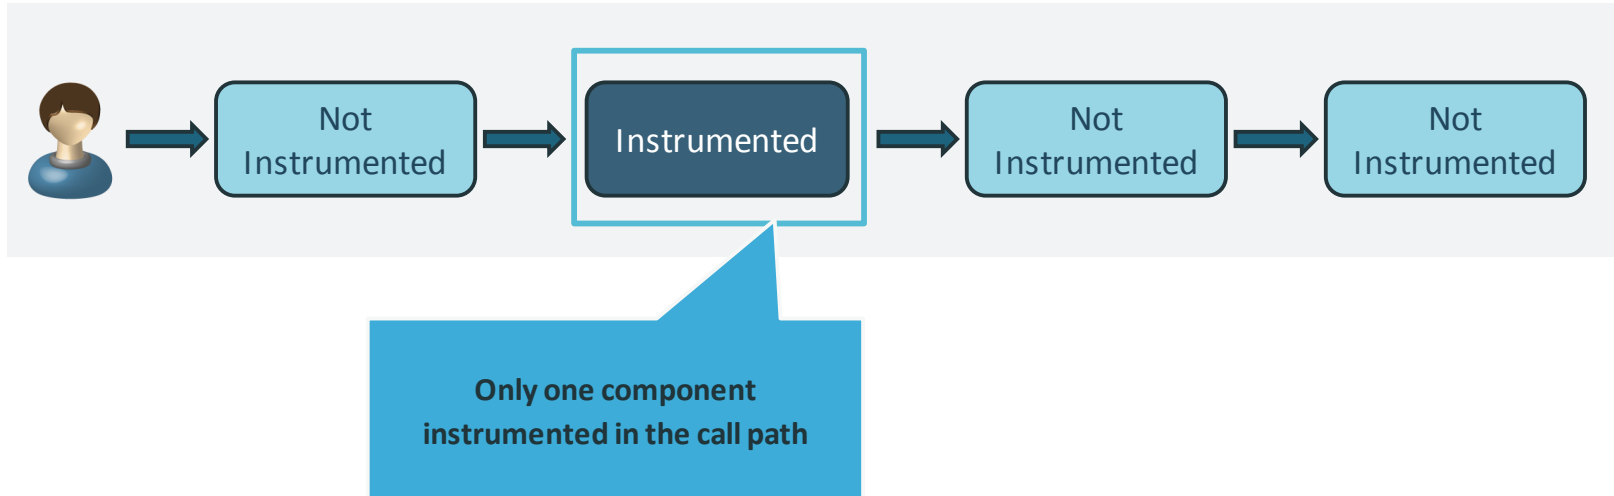 Not
Instrumented
Instrumented
Not
Instrumented
Not
Instrumented
Only one component
instrumented in the call path